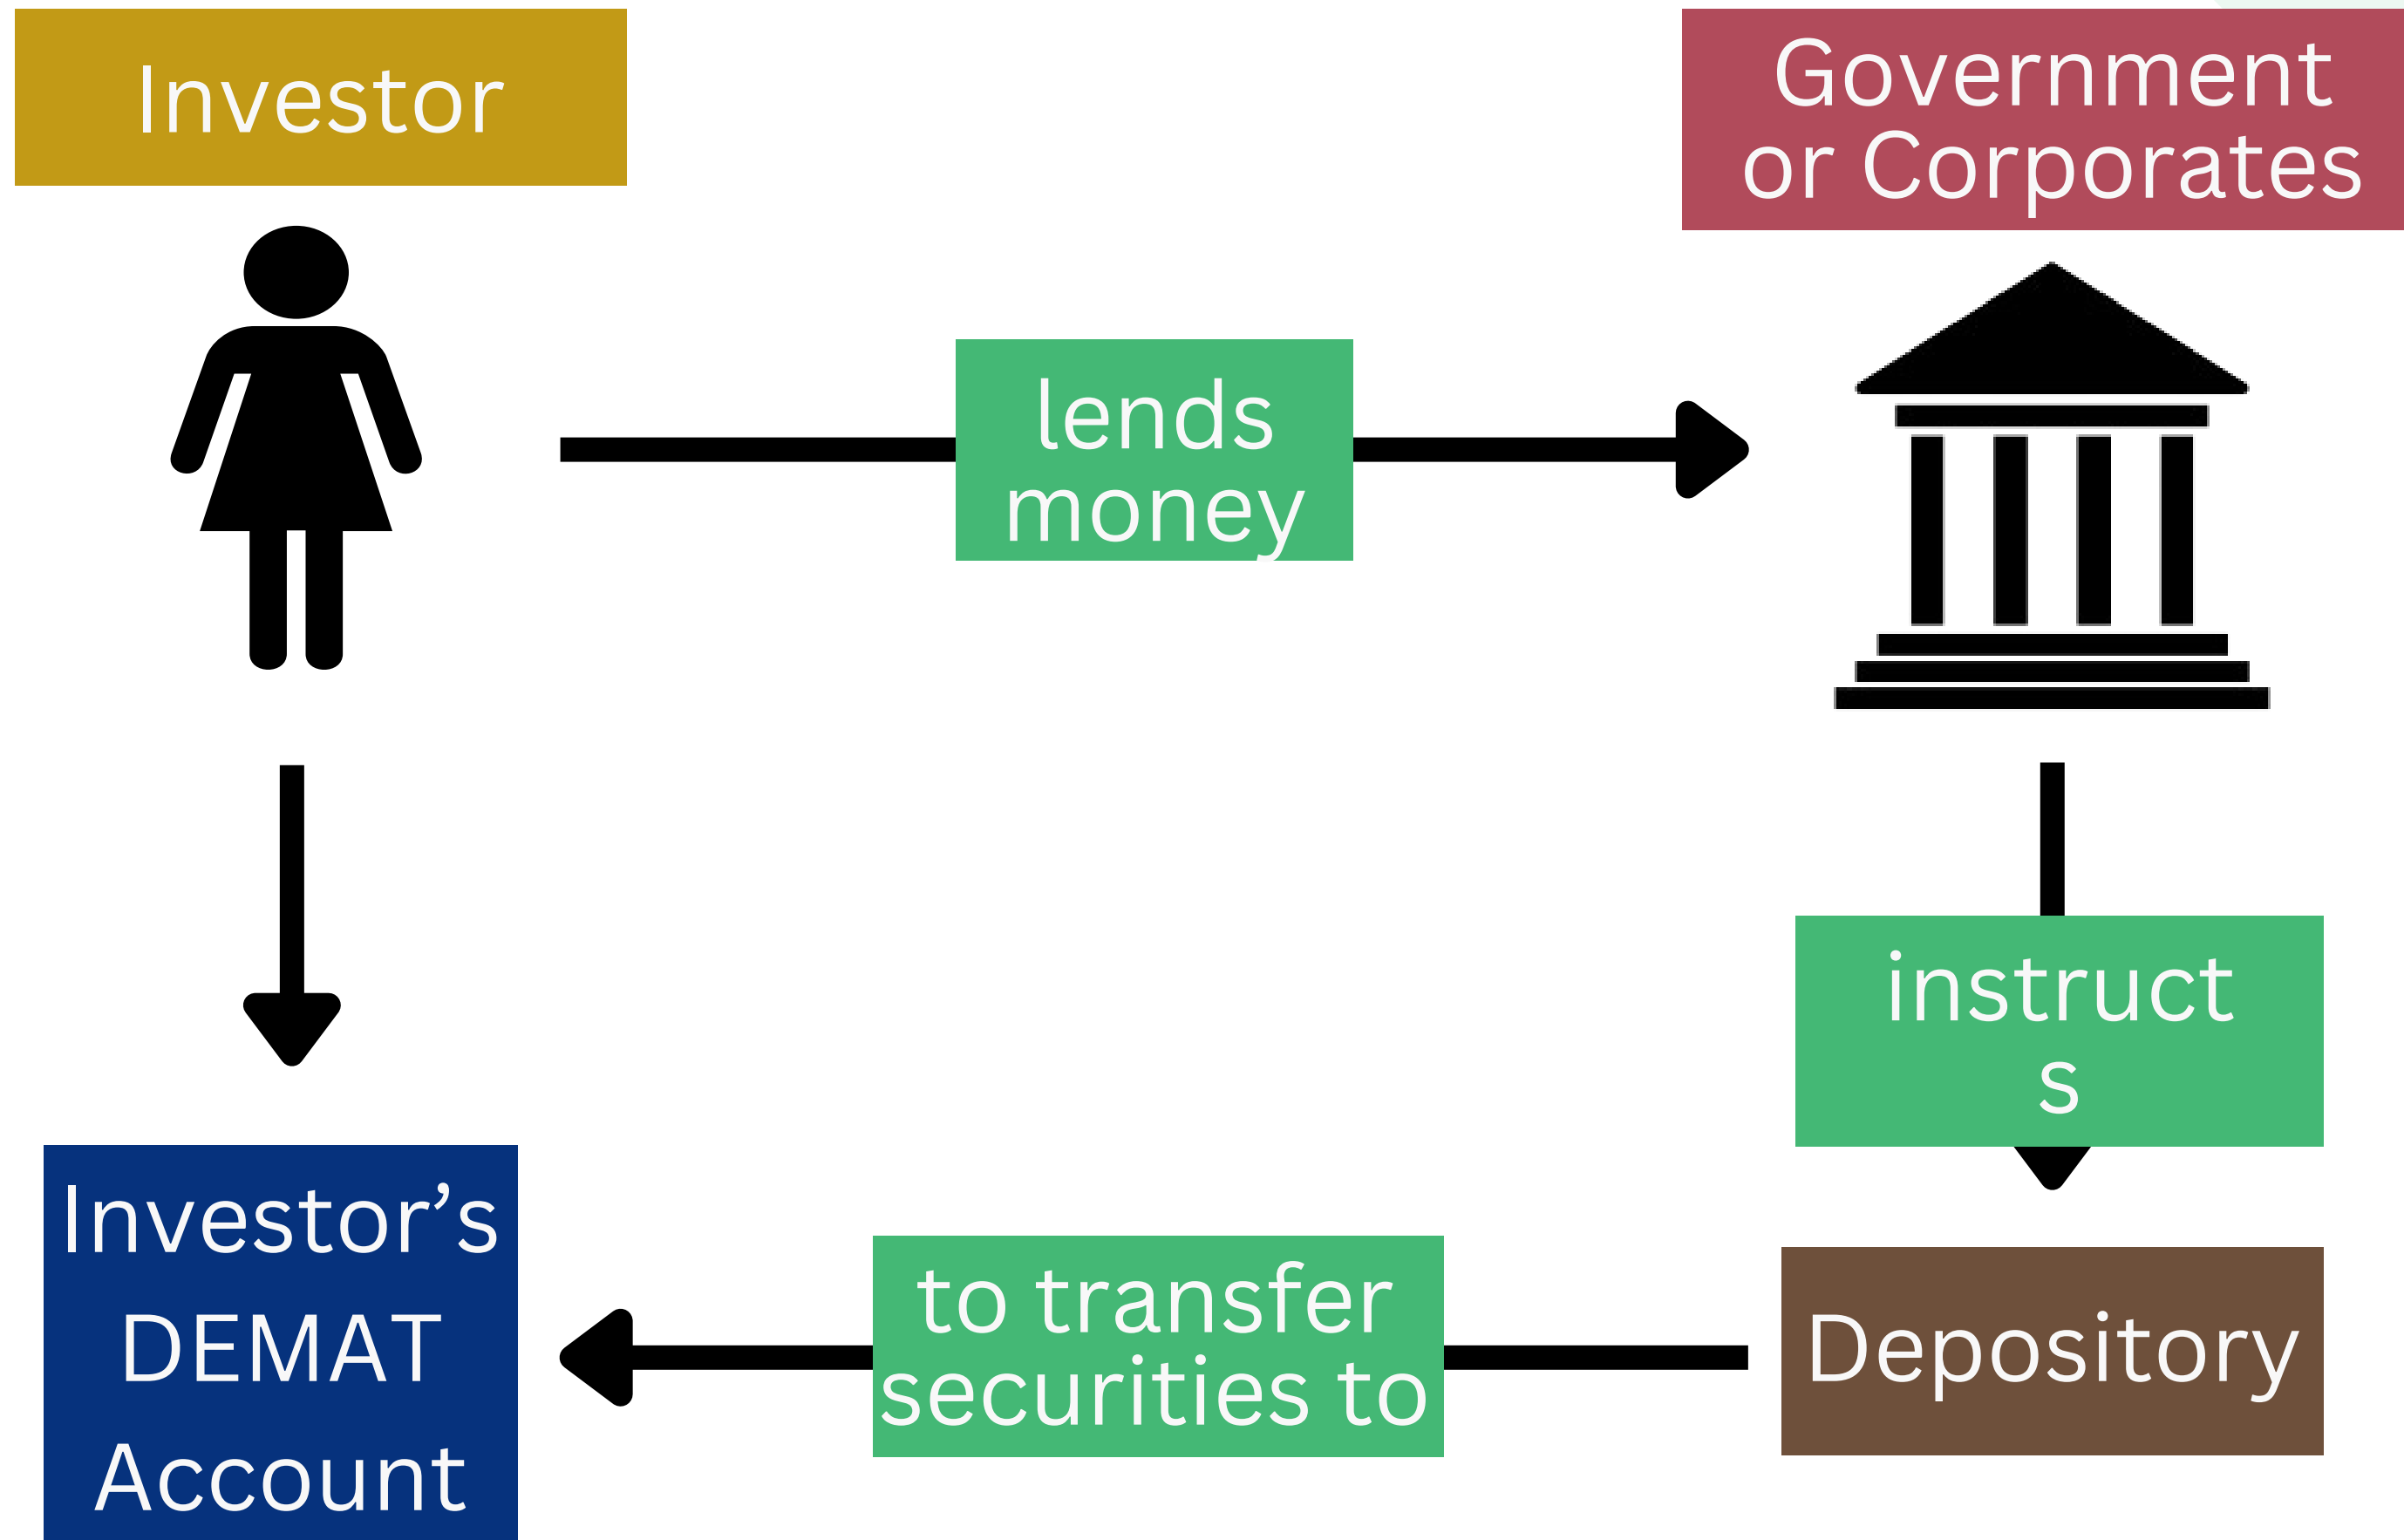 Investor
Government
or Corporates
lends
money
instruct
s
Investor’s
DEMAT
Account
to transfer
securities to
Depository